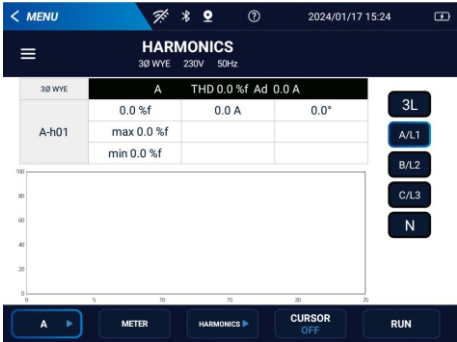 < MENU
2024/01/17 15:24
HARMONICS
3Ø WYE 230V 50Hz
3Ø WYE A THD 0.0 %f Ad 0.0 A
A-h01 0.0 %f 0.0 A 0.0°
max 0.0 %f
min 0.0 %f
3L
A/L1
B/L2
C/L3
N
100
80
60
40
20
0
0 5 10 15 20 25
A
METER
HARMONICS
CURSOR
OFF
RUN